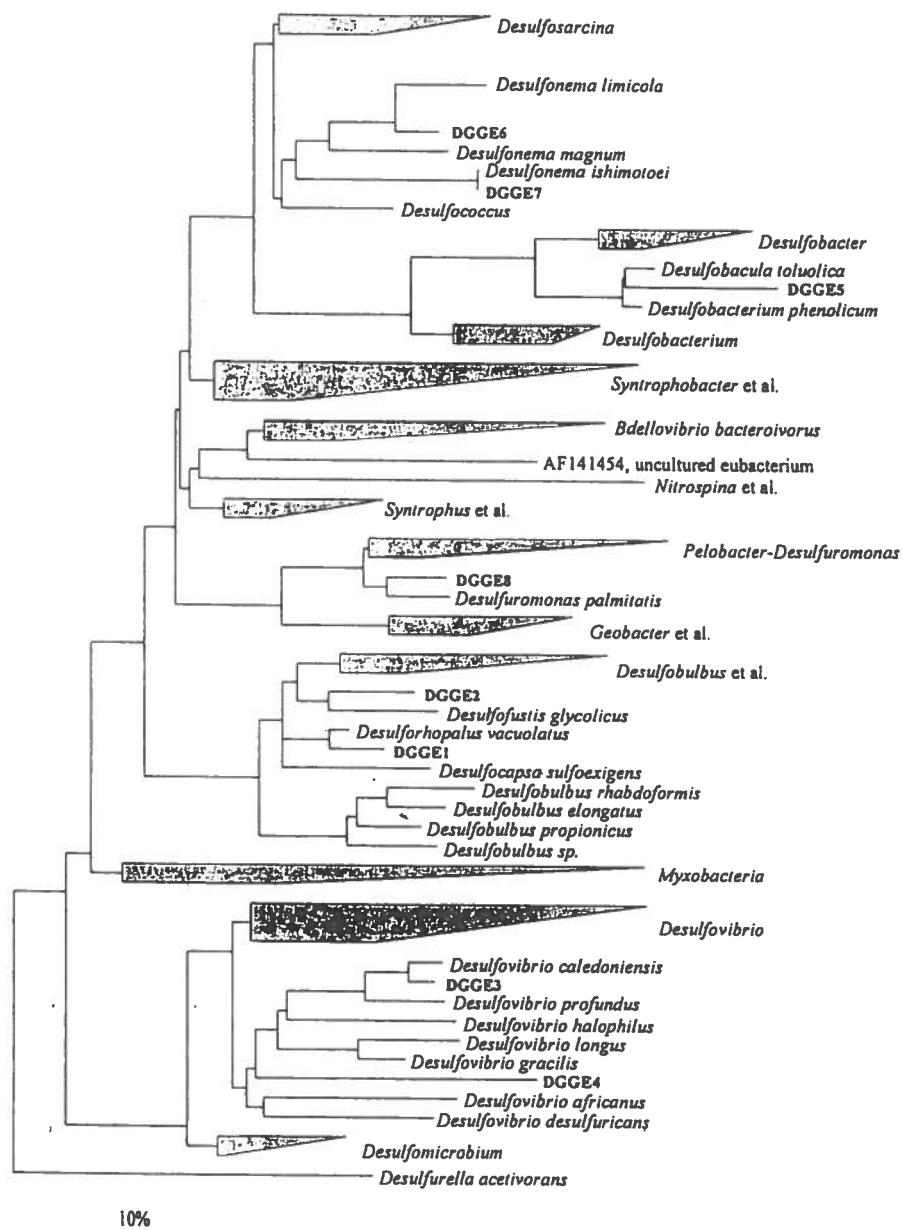 Desulfosarcina
Desulfonema limicola
DGGE6
Desulfonema magnum
Desulfonema ishimotoei
DGGE7
Desulfococcus
Desulfobacter
Desulfobacula toluolica
DGGE5
Desulfobacterium phenolicum
Desulfobacterium
Syntrophobacter et al.
Bdellovibrio bacteroivorus
AF141454, uncultured eubacterium
Nitrospina et al.
Syntrophus et al.
Pelobacter-Desulfuromonas
DGGE8
Desulfuromonas palmitatis
Geobacter et al.
Desulfobulbus et al.
DGGE2
Desulfofustis glycolicus
Desulforhopalus vacuolatus
DGGE1
Desulfocapsa sulfoexigens
Desulfobulbus rhabdoformis
Desulfobulbus elongatus
Desulfobulbus propionicus
Desulfobulbus sp.
Myxobacteria
Desulfovibrio
Desulfovibrio caledoniensis
DGGE3
Desulfovibrio profundus
Desulfovibrio halophilus
Desulfovibrio longus
Desulfovibrio gracilis
DGGE4
Desulfovibrio africanus
Desulfovibrio desulfuricans
Desulfomicrobium
Desulfurella acetivorans
10%